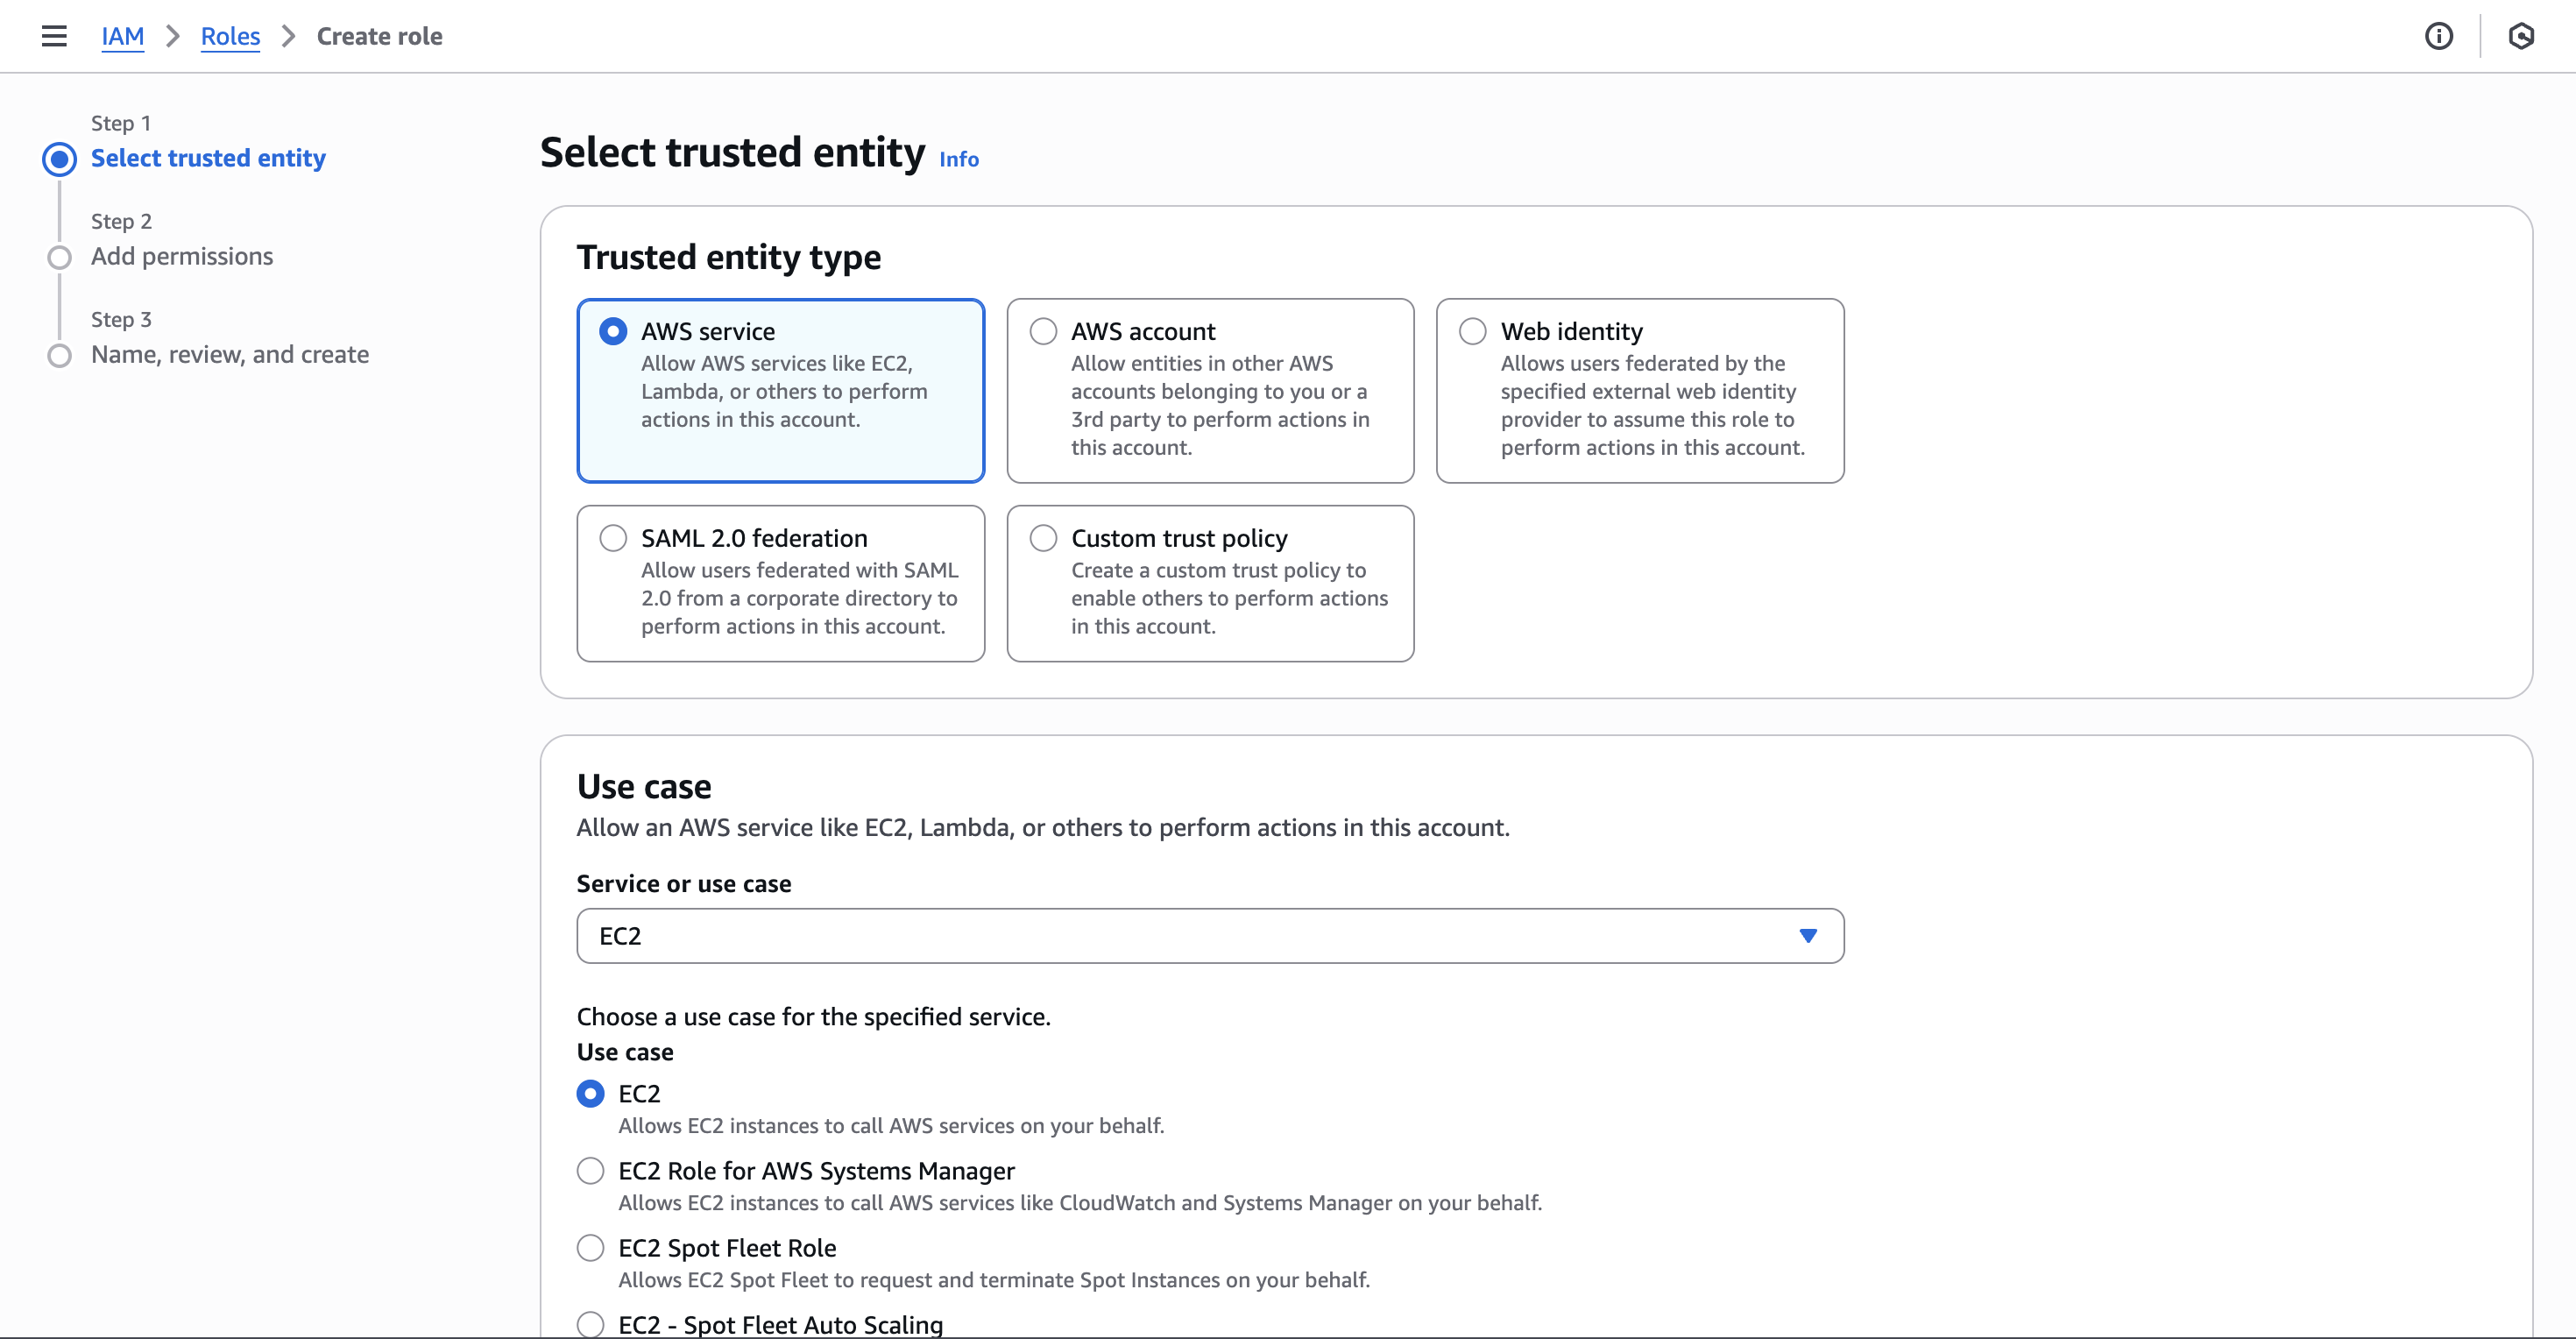 IAM > Roles > Create role
Step 1
Select trusted entity
Step 2
Add permissions
Step 3
Name, review, and create
Select trusted entity Info
Trusted entity type
AWS service
Allow AWS services like EC2,
Lambda, or others to perform
actions in this account.
AWS account
Allow entities in other AWS
accounts belonging to you or a
3rd party to perform actions in
this account.
Web identity
Allows users federated by the
specified external web identity
provider to assume this role to
perform actions in this account.
SAML 2.0 federation
Allow users federated with SAML
2.0 from a corporate directory to
perform actions in this account.
Custom trust policy
Create a custom trust policy to
enable others to perform actions
in this account.
Use case
Allow an AWS service like EC2, Lambda, or others to perform actions in this account.
Service or use case
EC2
Choose a use case for the specified service.
Use case
EC2
Allows EC2 instances to call AWS services on your behalf.
EC2 Role for AWS Systems Manager
Allows EC2 instances to call AWS services like CloudWatch and Systems Manager on your behalf.
EC2 Spot Fleet Role
Allows EC2 Spot Fleet to request and terminate Spot Instances on your behalf.
EC2 - Spot Fleet Auto Scaling